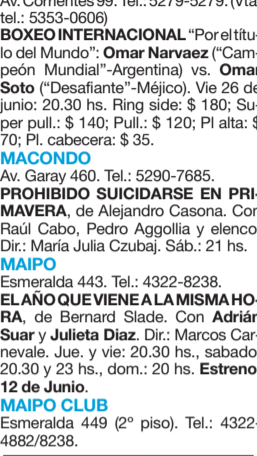 Av. Corrientes 99. Tel.: 5279-5279. (Vta
tel.: 5353-0606)
BOXEO INTERNACIONAL “Por el títu-
lo del Mundo”: Omar Narvaez (“Cam-
peón Mundial”-Argentina) vs. Omar
Soto (“Desafiante”-Méjico). Vie 26 de
junio: 20.30 hs. Ring side: $ 180; Su-
per pull.: $ 140; Pull.: $ 120; Pl alta: $
70; Pl. cabecera: $ 35.
MACONDO
Av. Garay 460. Tel.: 5290-7685.
PROHIBIDO SUICIDARSE EN PRI-
MAVERA, de Alejandro Casona. Con
Raúl Cabo, Pedro Aggollia y elenco
Dir.: María Julia Czubaj. Sáb.: 21 hs.
MAIPO
Esmeralda 443. Tel.: 4322-8238.
EL AÑO QUE VIENE A LA MISMA HO-
RA, de Bernard Slade. Con Adrián
Suar y Julieta Diaz. Dir.: Marcos Car-
nevale. Jue. y vie: 20.30 hs., sabado
20.30 y 23 hs., dom.: 20 hs. Estreno
12 de Junio.
MAIPO CLUB
Esmeralda 449 (2º piso). Tel.: 4322-
4882/8238.